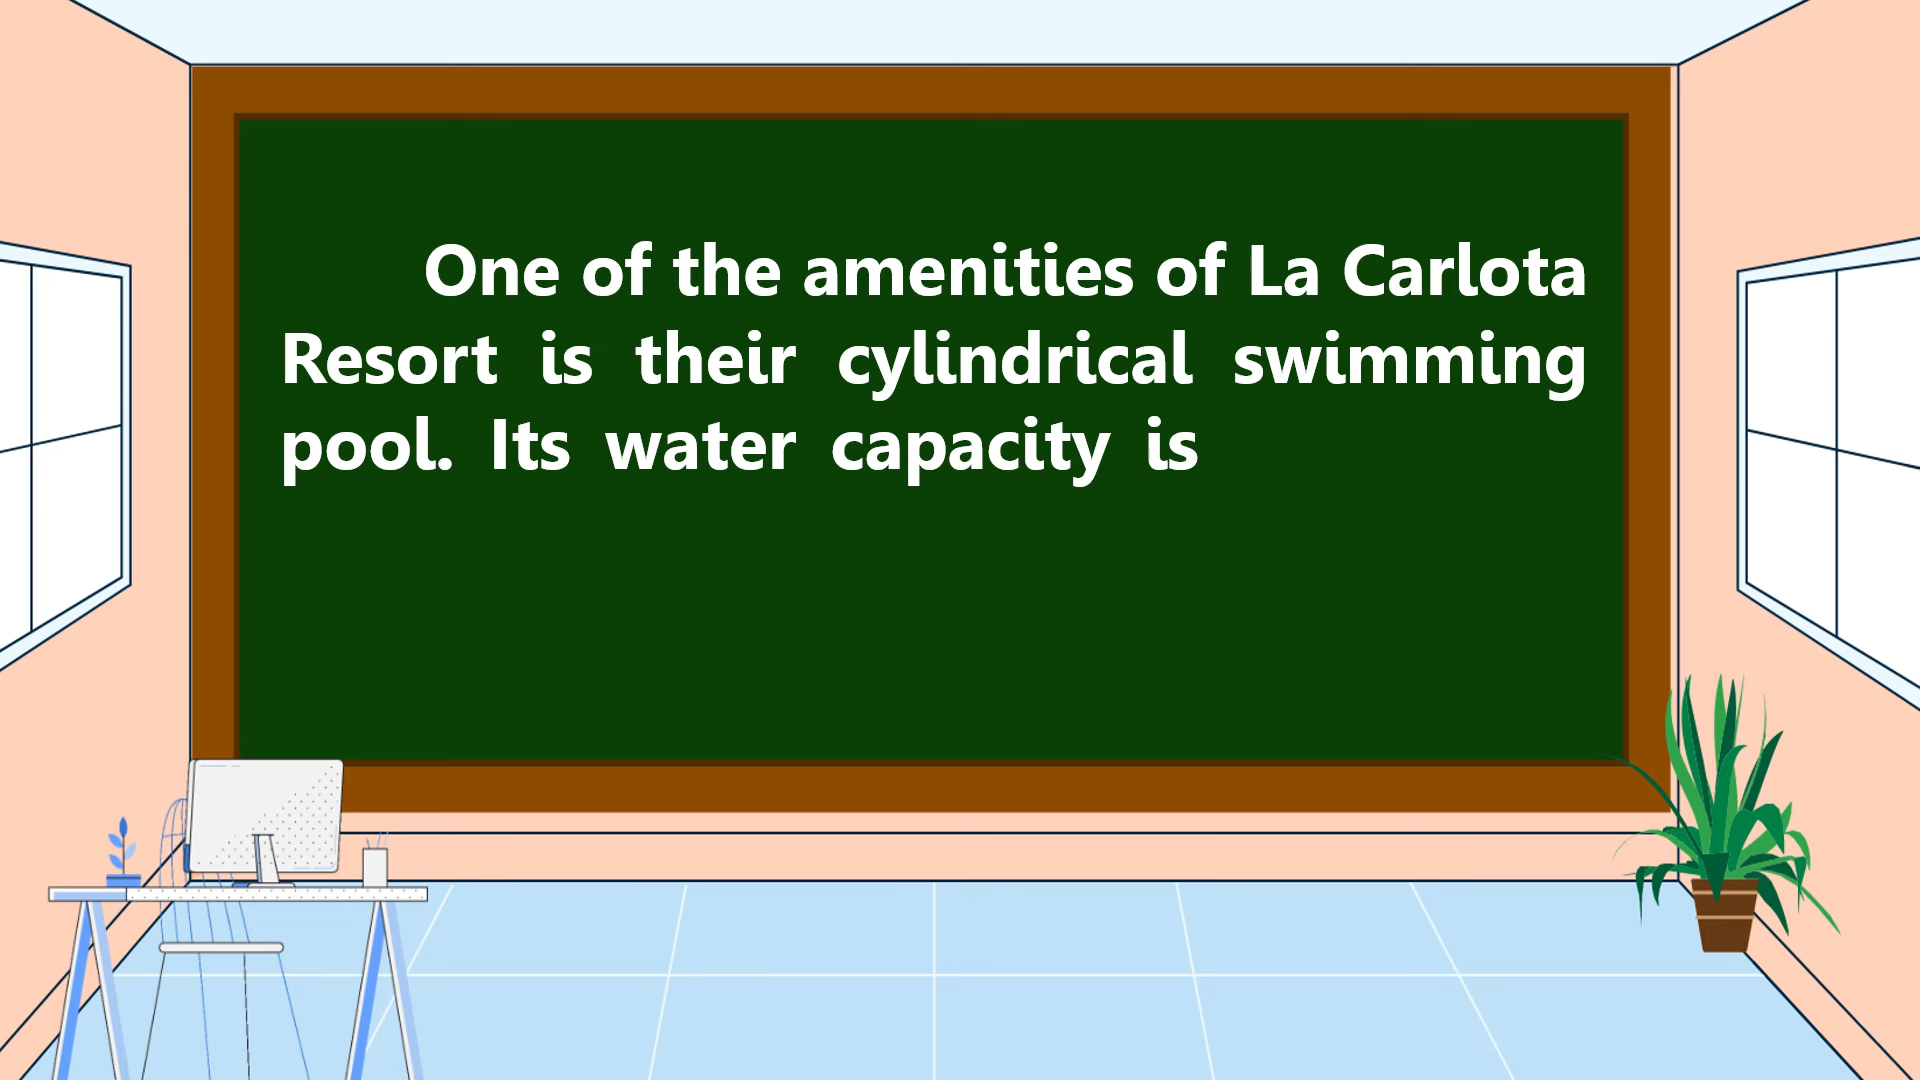 One of the amenities of La Carlota
Resort is their cylindrical swimming
pool. Its water capacity is